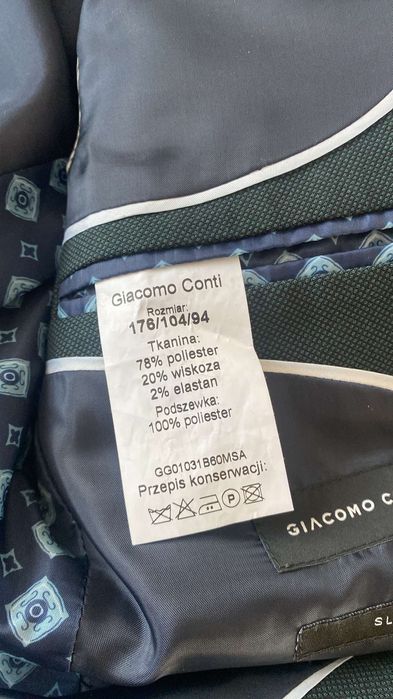 Giacomo Conti
Rozmiar:
176/104/94
Tkanina:
78% poliester
20% wiskoza
2% elastan
Podszewka:
100% poliester
GG01031B60MSA
Przepis konserwacji:
P
GIACOMO C
SL